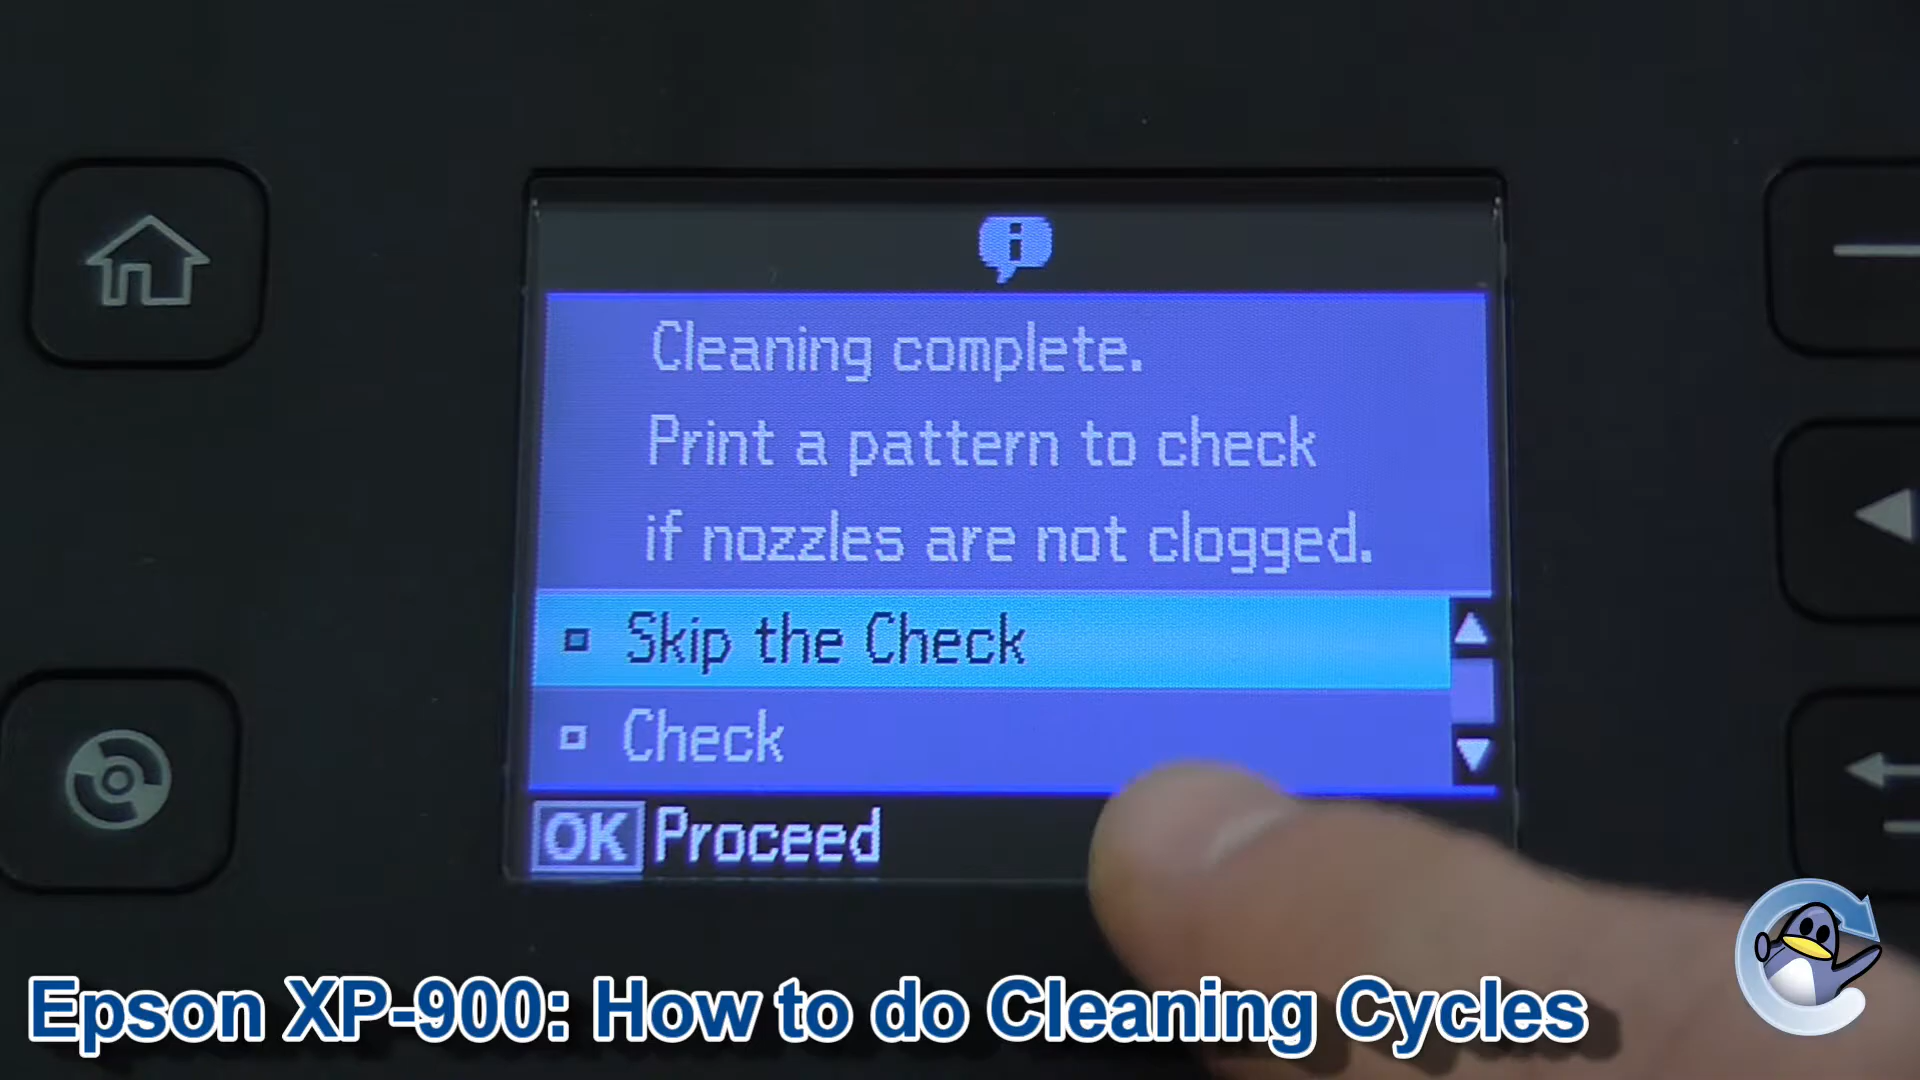 Cleaning complete.
Print a pattern to check
if nozzles are not clogged.
Skip the Check
Check
OK Proceed
Epson XP-900: How to do Cleaning Cycles